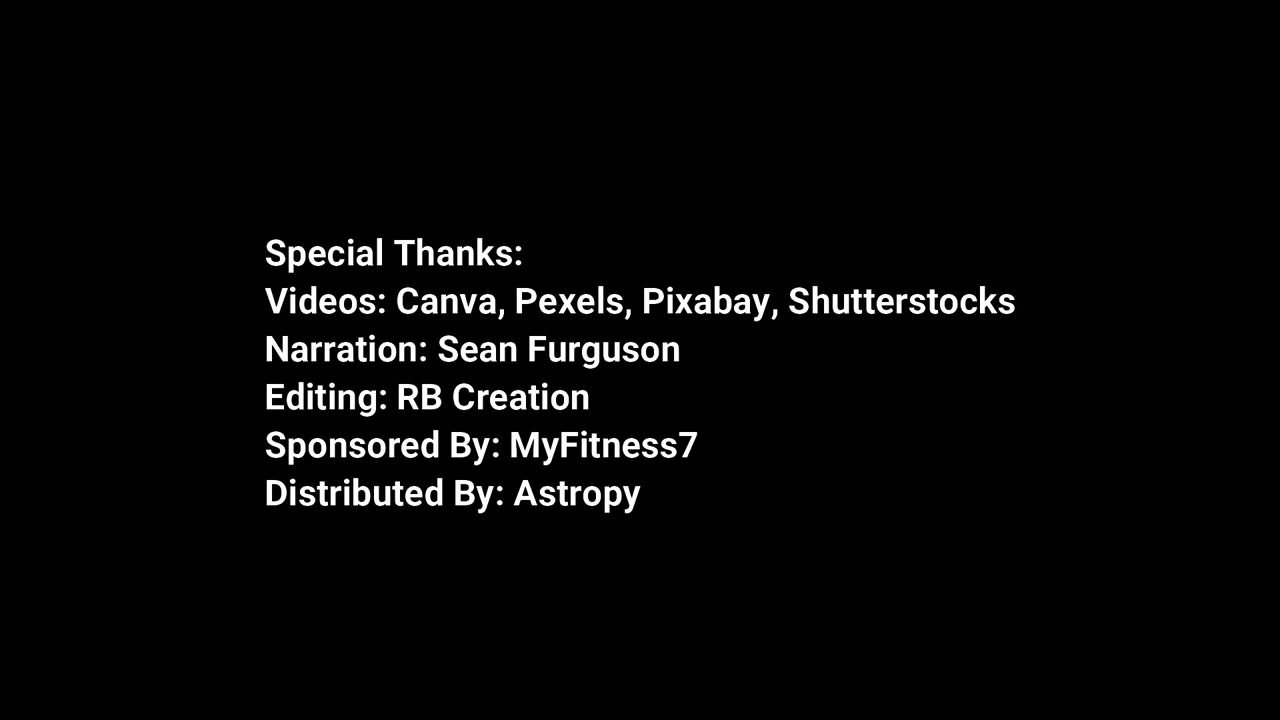 Special Thanks:
Videos: Canva, Pexels, Pixabay, Shutterstocks
Narration: Sean Furguson
Editing: RB Creation
Sponsored By: MyFitness7
Distributed By: Astropy